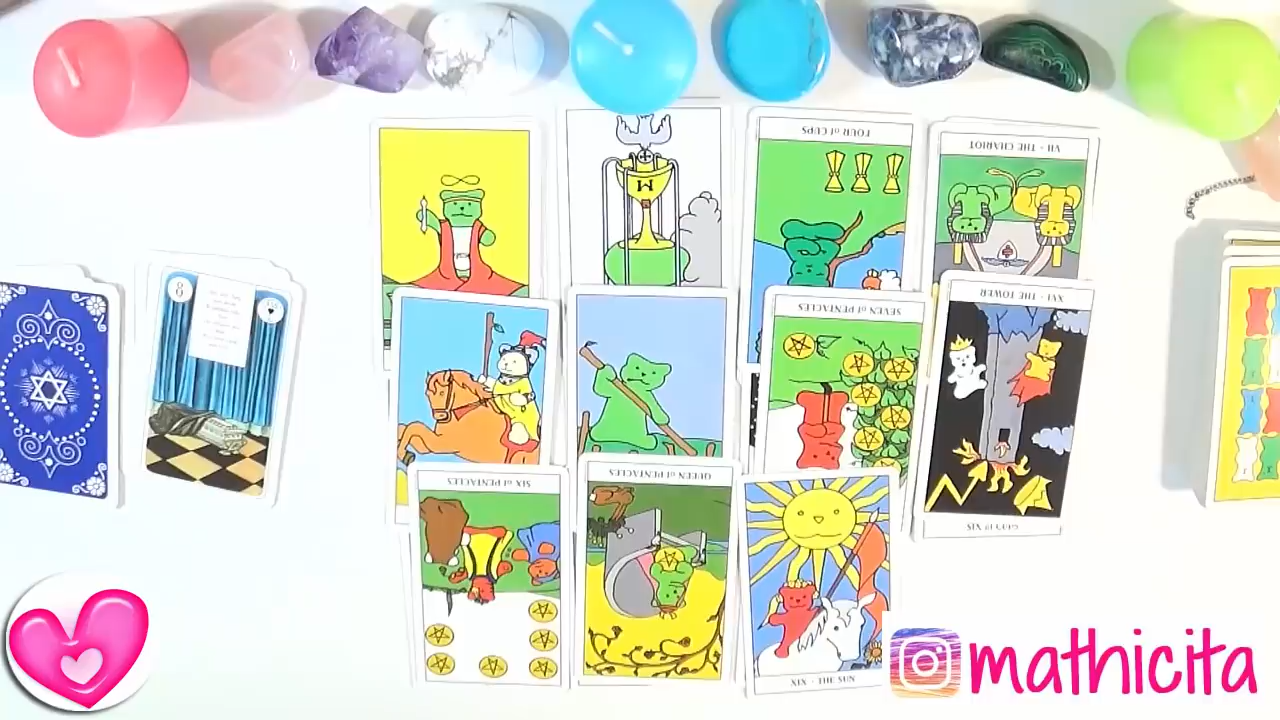 FOUR of CUPS
VII - THE CHARIOT
M
8
SEVEN of PENTACLES
XVI - THE TOWER
SIX of PENTACLES
QUEEN of PENTACLES
XIX - THE SUN
mathicita